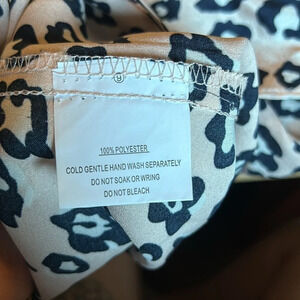 100% POLYESTER
COLD GENTLE HAND WASH SEPARATELY
DO NOT SOAK OR WRING
DO NOT BLEACH